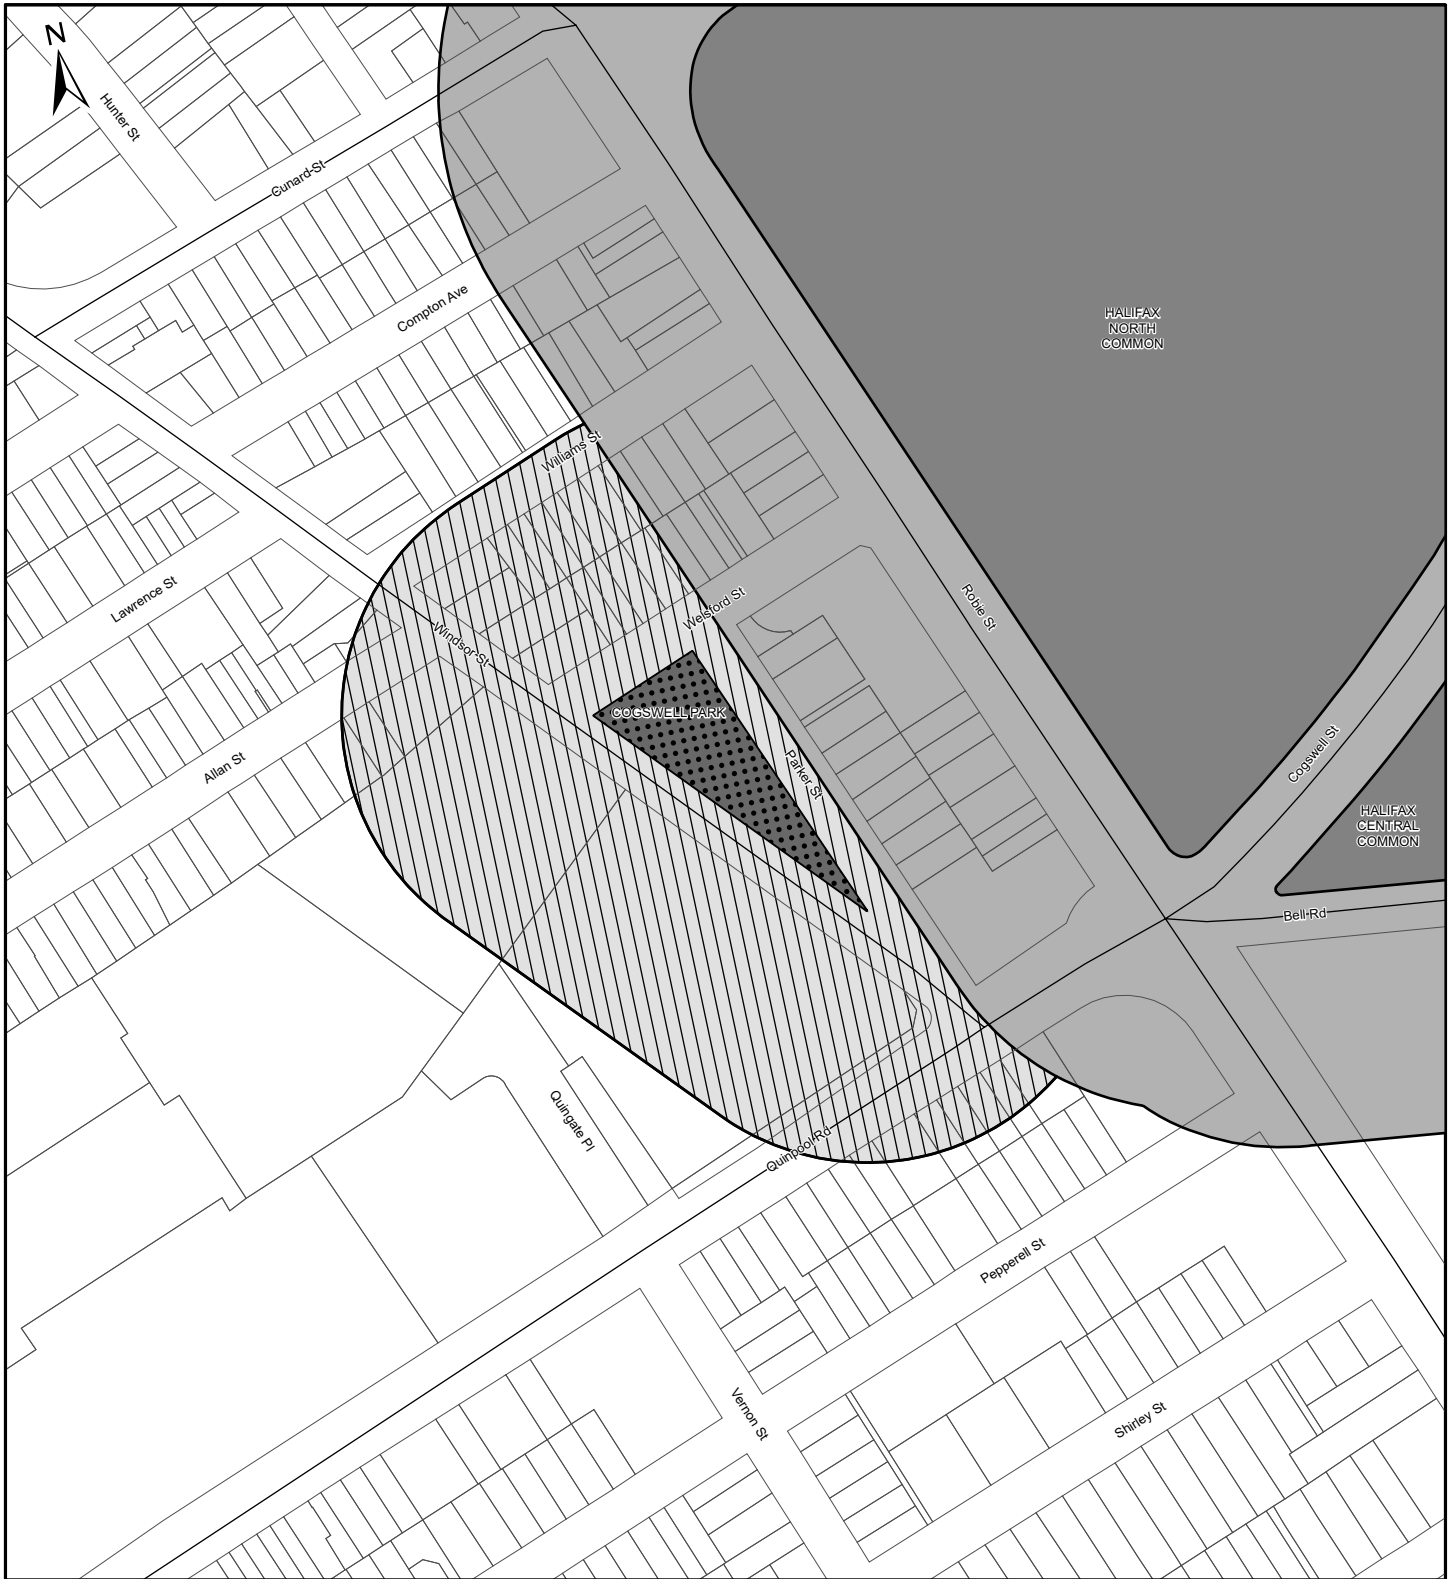 N
Hunter St
Cunard St
Compton Ave
HALIFAX
NORTH
COMMON
Williams St
Lawrence St
Welsford St
Robie St
Windsor St
COGSWELL PARK
Allan St
Parker St
Cogswell St
HALIFAX
CENTRAL
COMMON
Bell Rd
Quingate Pl
Quinpool Rd
Pepperell St
Vernon St
Shirley St